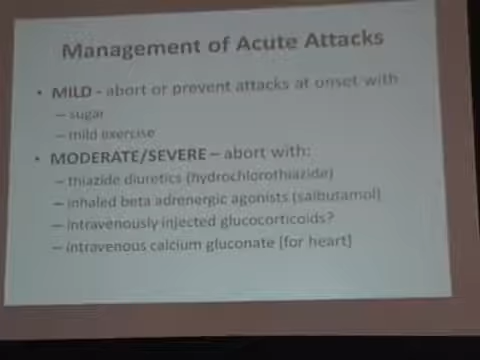 Management of Acute Attacks
• MILD - abort or prevent attacks at onset with
– sugar
– mild exercise
• MODERATE/SEVERE – abort with:
– thiazide diuretics (hydrochlorothiazide)
– inhaled beta adrenergic agonists (salbutamol)
– intravenously injected glucocorticoids?
– intravenous calcium gluconate [for heart]